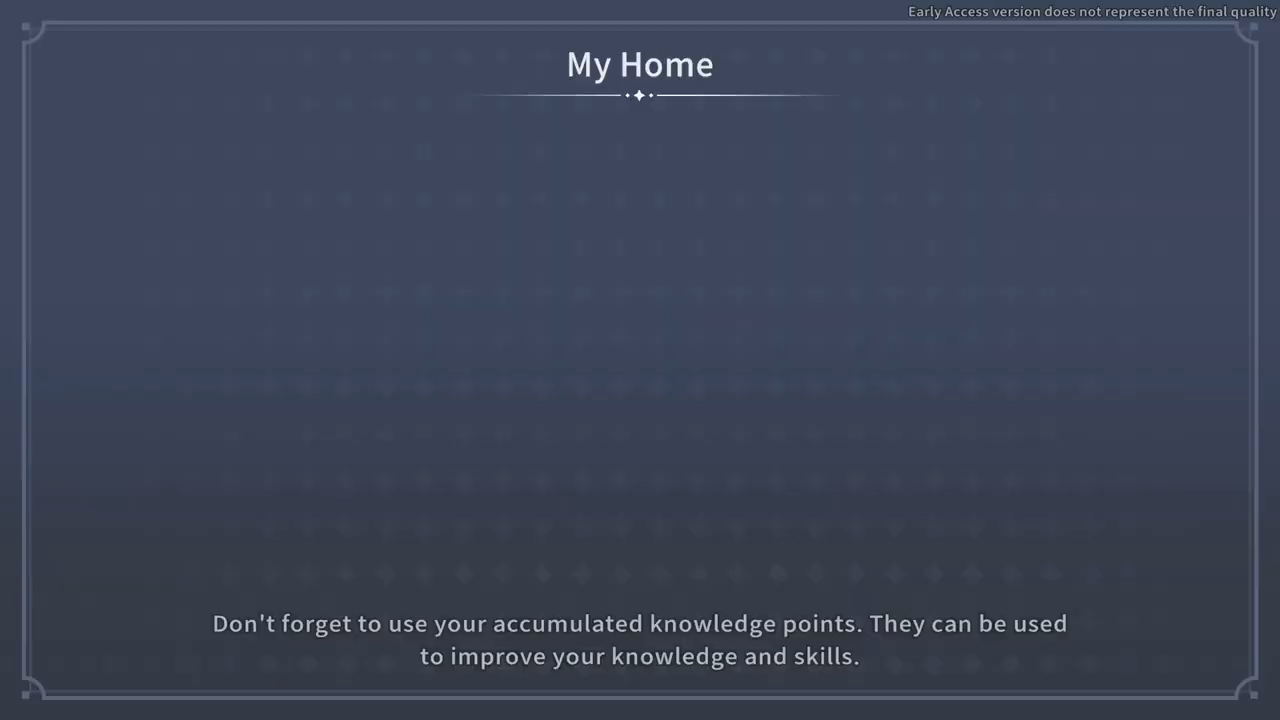 Early Access version does not represent the final quality
My Home
Don't forget to use your accumulated knowledge points. They can be used
to improve your knowledge and skills.